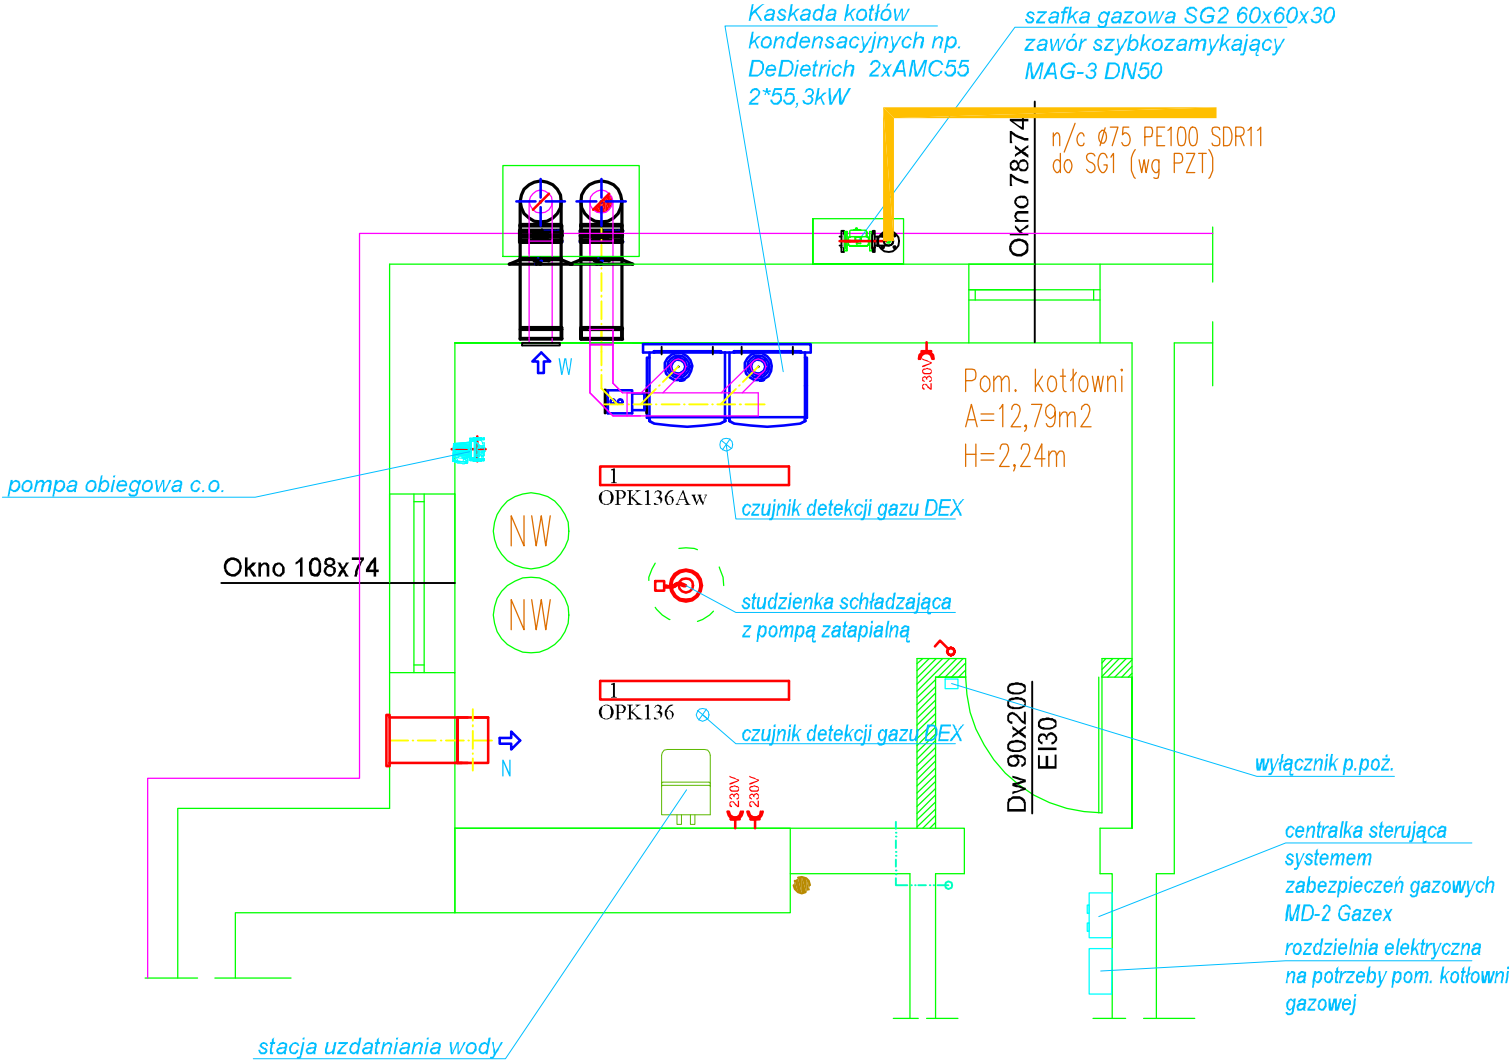 Kaskada kotłów
kondensacyjnych np.
DeDietrich 2xAMC55
2*55,3kW
szafka gazowa SG2 60x60x30
zawór szybkozamykający
MAG-3 DN50
n/c ø75 PE100 SDR11
do SG1 (wg PZT)
Okno 78x74
W
230V
Pom. kotłowni
A=12,79m2
H=2,24m
pompa obiegowa c.o.
1
OPK136Aw
czujnik detekcji gazu DEX
NW
Okno 108x74
NW
studzienka schładzająca
z pompą zatapialną
1
OPK136
czujnik detekcji gazu DEX
N
Dw 90x200
EI30
wyłącznik p.poż.
230V
230V
centralka sterująca
systemem
zabezpieczeń gazowych
MD-2 Gazex
rozdzielnia elektryczna
na potrzeby pom. kotłowni
gazowej
stacja uzdatniania wody